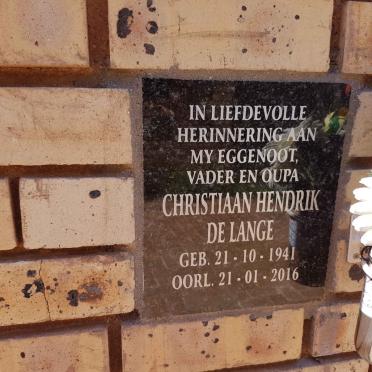 IN LIEFDEVOLLE
HERINNERING AAN
MY EGGENOOT,
VADER EN OUPA
CHRISTIAAN HENDRIK
DE LANGE
GEB. 21 - 10 - 1941
OORL. 21 - 01 - 2016